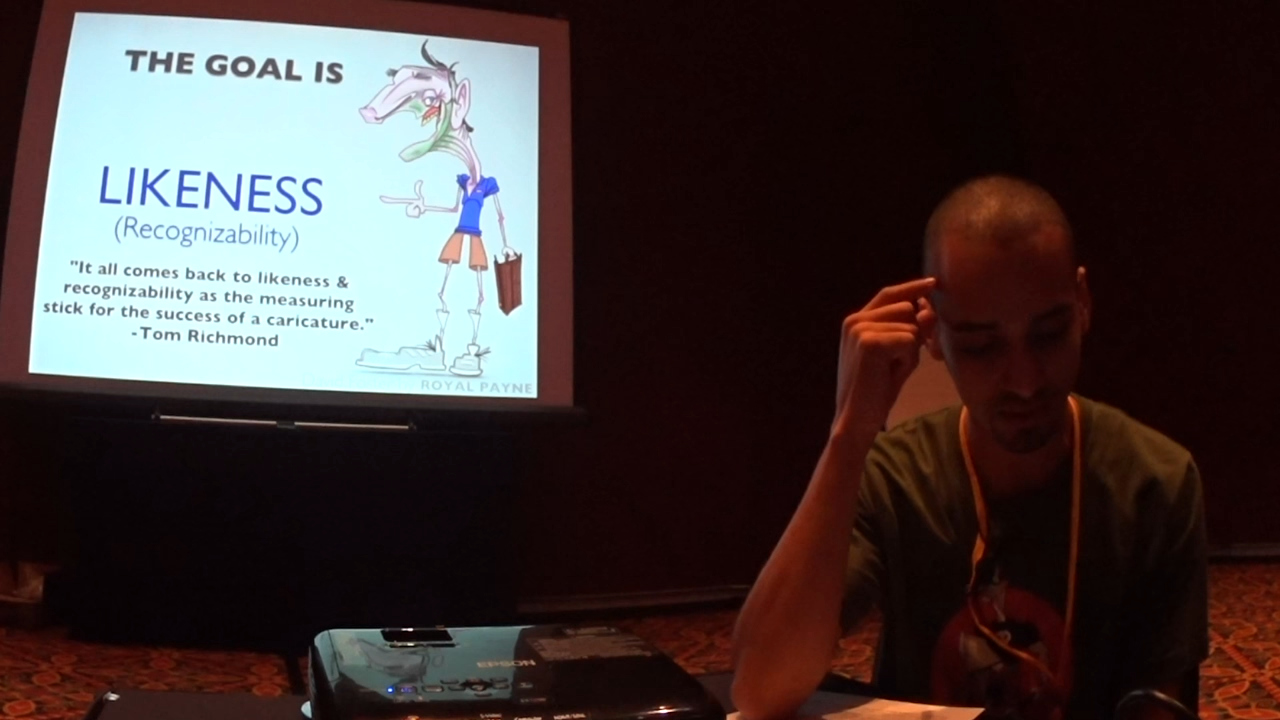 THE GOAL IS
LIKENESS
(Recognizability)
"It all comes back to likeness &
recognizability as the measuring
stick for the success of a caricature."
-Tom Richmond
ROYAL PAYNE
EPSON